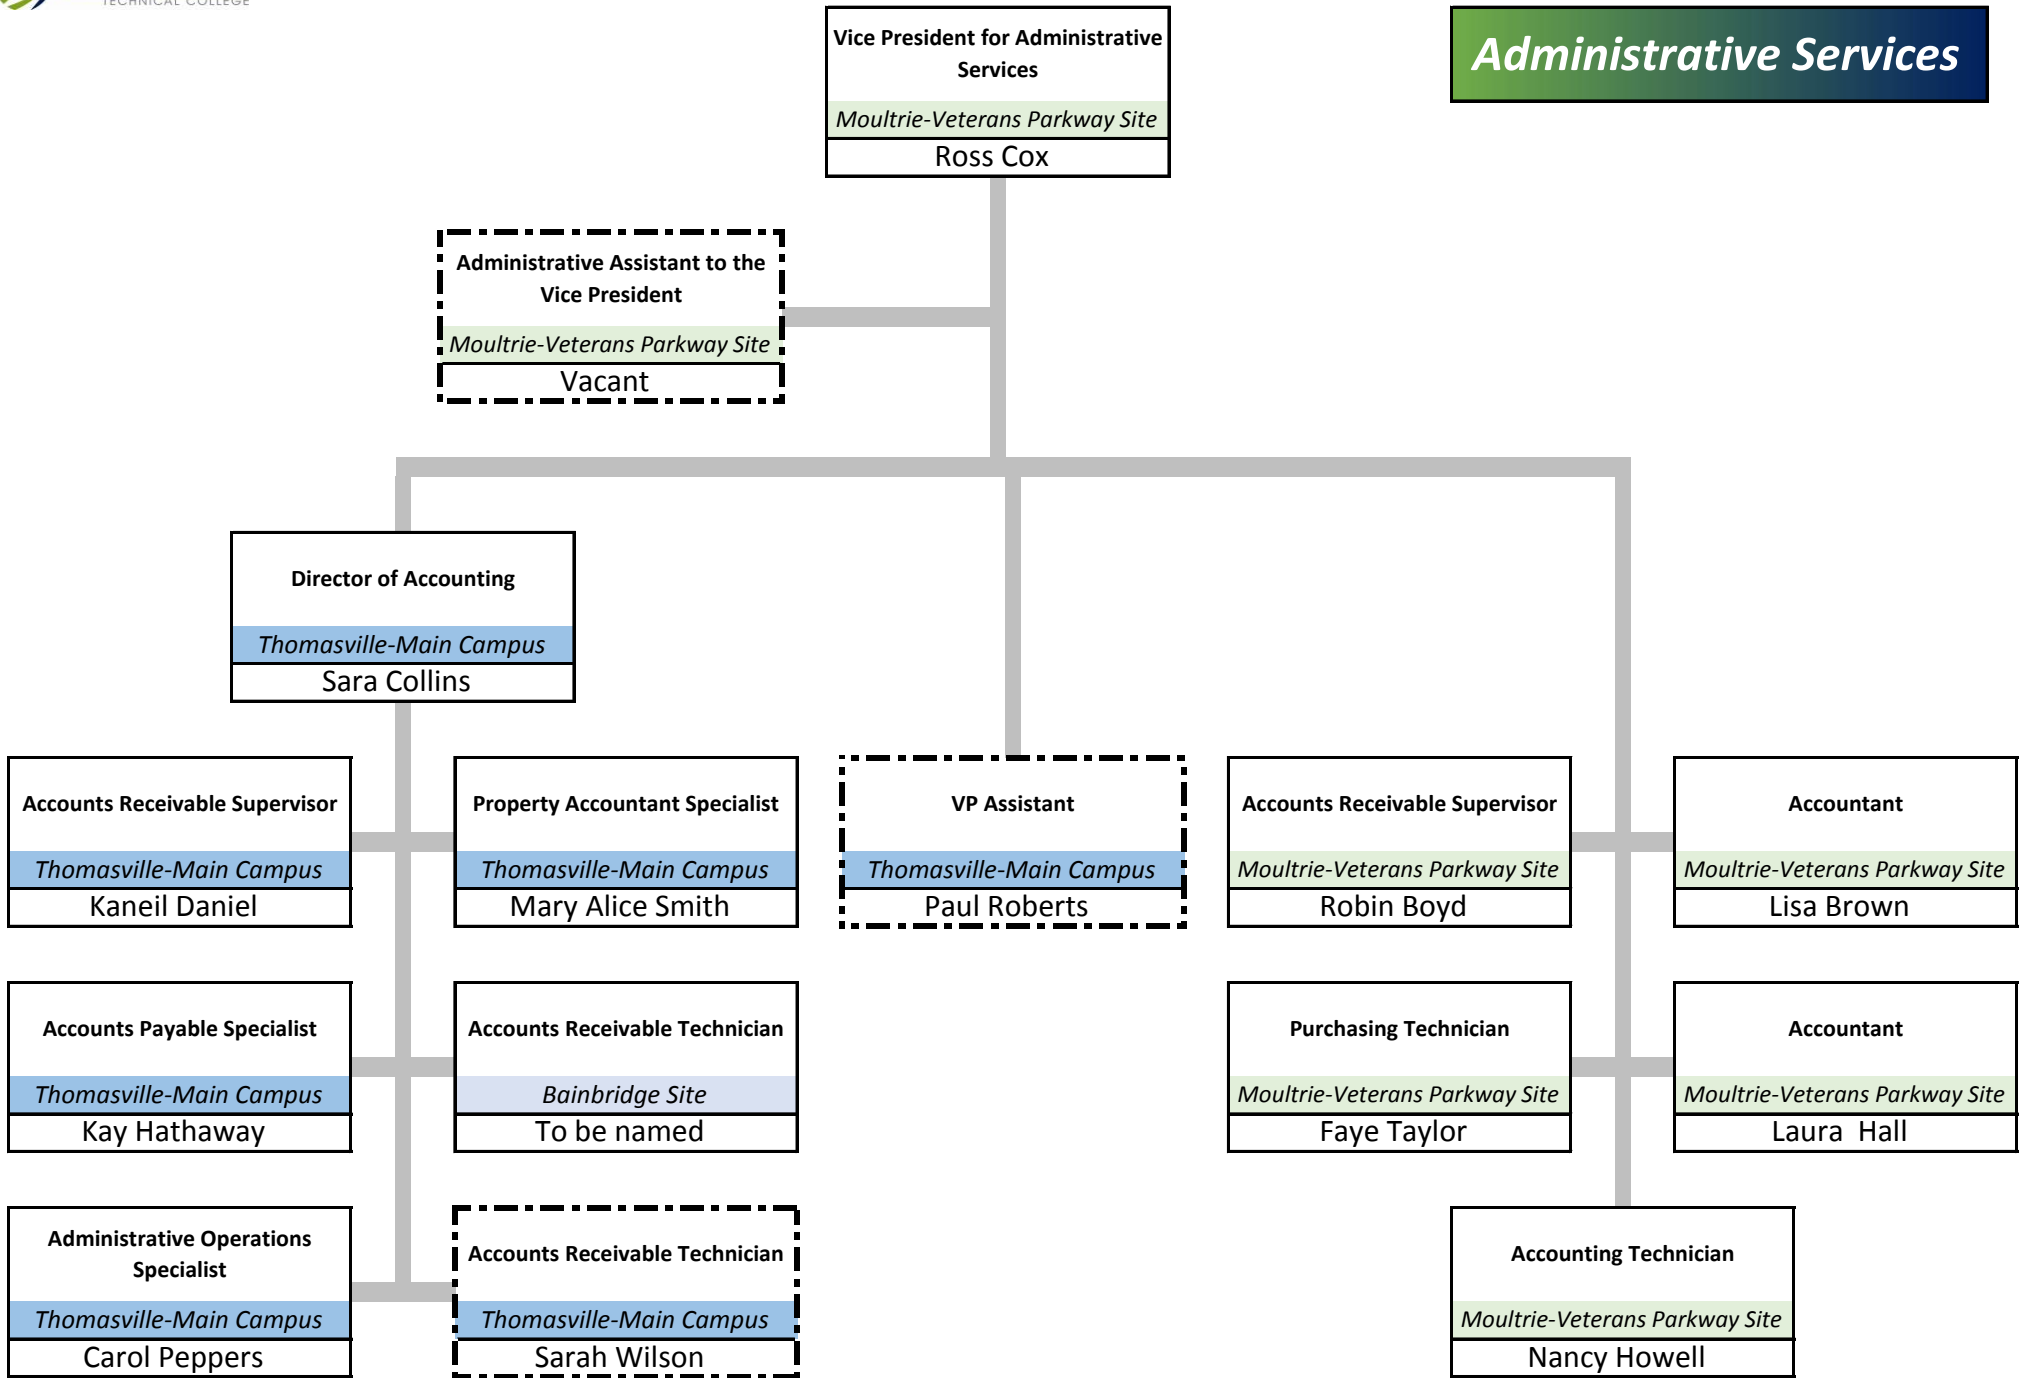 TECHNICAL COLLEGE
Administrative Services
Vice President for Administrative
Services
Moultrie-Veterans Parkway Site
Ross Cox
Administrative Assistant to the
Vice President
Moultrie-Veterans Parkway Site
Vacant
Director of Accounting
Thomasville-Main Campus
Sara Collins
Accounts Receivable Supervisor
Thomasville-Main Campus
Kaneil Daniel
Property Accountant Specialist
Thomasville-Main Campus
Mary Alice Smith
VP Assistant
Thomasville-Main Campus
Paul Roberts
Accounts Receivable Supervisor
Moultrie-Veterans Parkway Site
Robin Boyd
Accountant
Moultrie-Veterans Parkway Site
Lisa Brown
Accounts Payable Specialist
Thomasville-Main Campus
Kay Hathaway
Accounts Receivable Technician
Bainbridge Site
To be named
Purchasing Technician
Moultrie-Veterans Parkway Site
Faye Taylor
Accountant
Moultrie-Veterans Parkway Site
Laura  Hall
Administrative Operations
Specialist
Thomasville-Main Campus
Carol Peppers
Accounts Receivable Technician
Thomasville-Main Campus
Sarah Wilson
Accounting Technician
Moultrie-Veterans Parkway Site
Nancy Howell